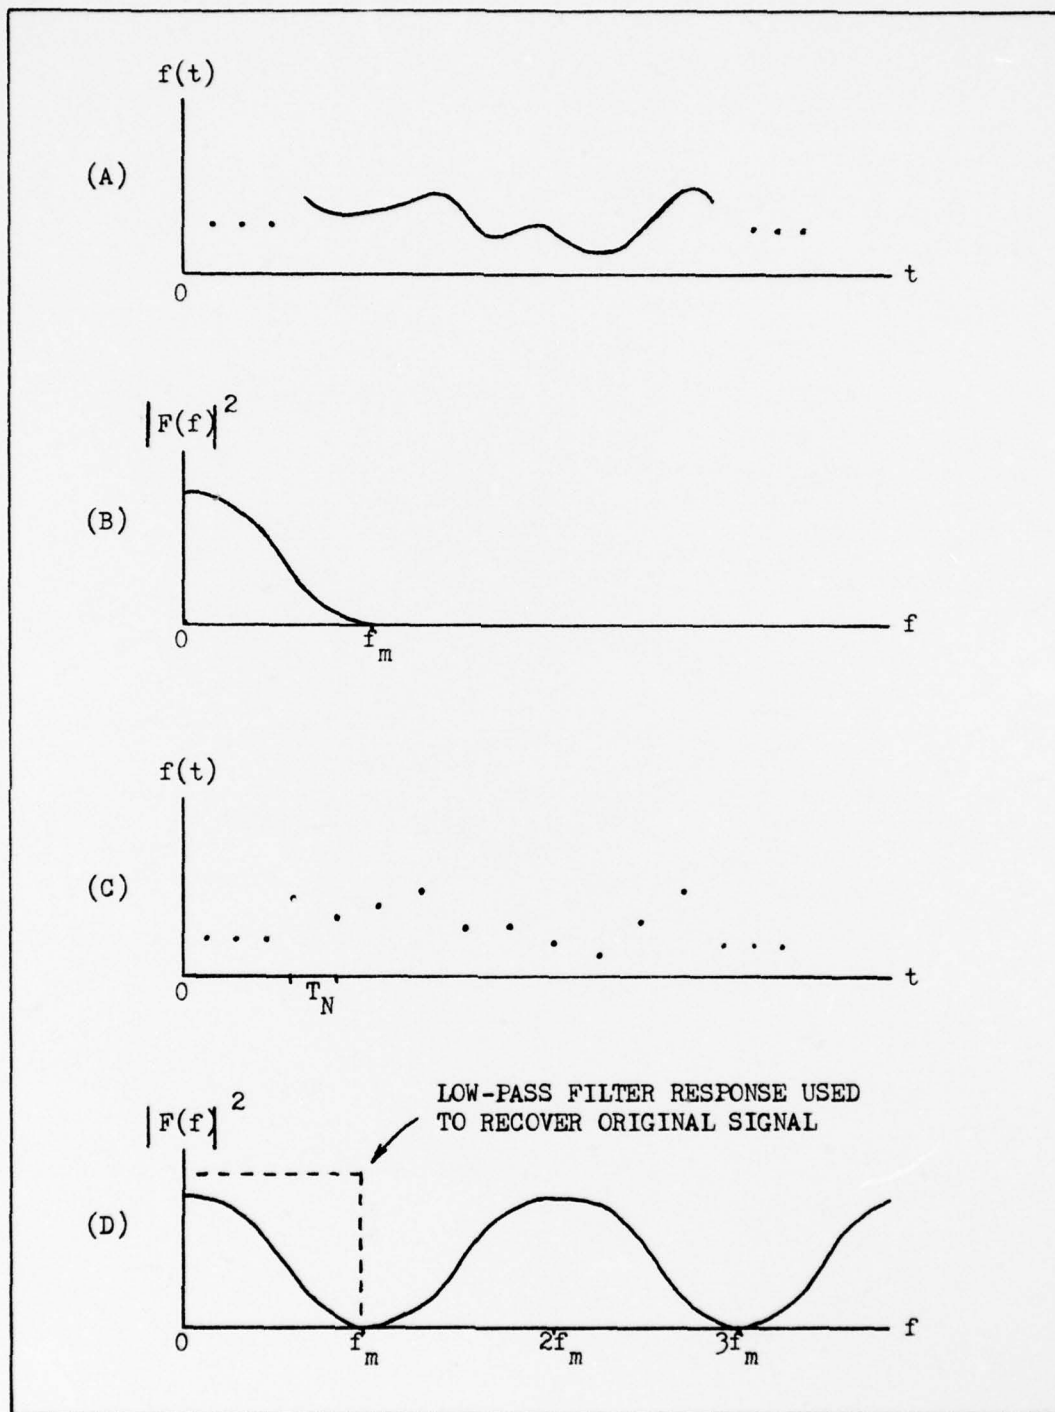 f(t)
(A)
0
t
|F(f)|²
(B)
0
f_m
f
f(t)
(C)
0
T_N
t
LOW-PASS FILTER RESPONSE USED
TO RECOVER ORIGINAL SIGNAL
|F(f)|²
(D)
0
f_m
2f_m
3f_m
f